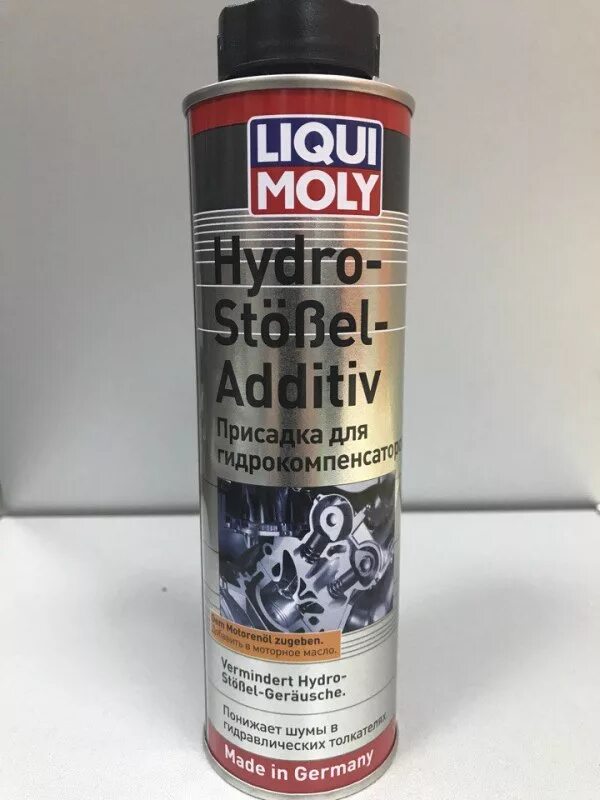 LIQUI
MOLY
Hydro-
Stößel-
Additiv
Присадка для
гидрокомпенсаторо
Dem Motorenöl zugeben.
Добавить в моторное масло.
Vermindert Hydro-
Stößel-Geräusche.
Понижает шумы в
гидравлических толкателях.
Made in Germany